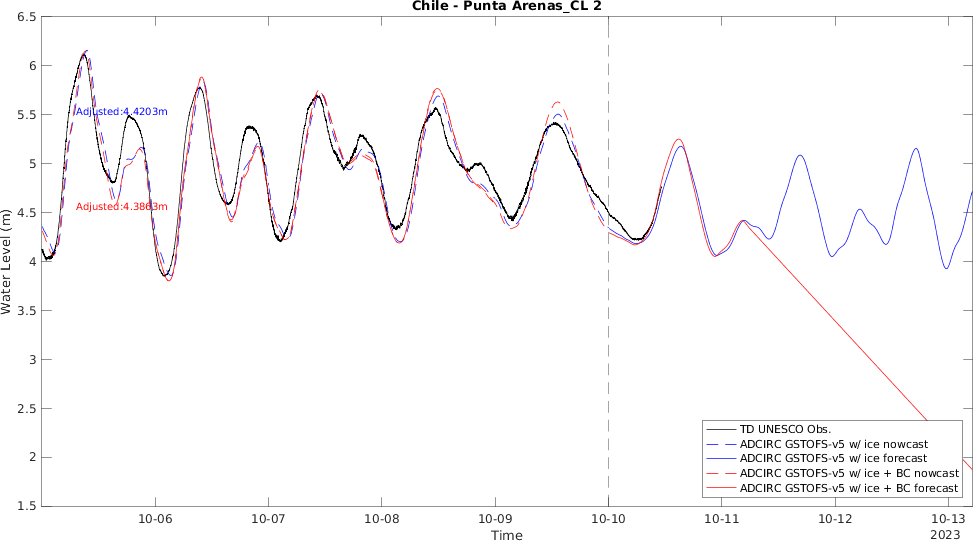 Chile - Punta Arenas_CL 2
6.5
6
5.5
5
4.5
4
3.5
3
2.5
2
1.5
Water Level (m)
Adjusted:4.4203m
Adjusted:4.3863m
TD UNESCO Obs.
ADCIRC GSTOFS-v5 w/ ice nowcast
ADCIRC GSTOFS-v5 w/ ice forecast
ADCIRC GSTOFS-v5 w/ ice + BC nowcast
ADCIRC GSTOFS-v5 w/ ice + BC forecast
10-06 10-07 10-08 10-09 10-10 10-11 10-12 10-13
2023
Time